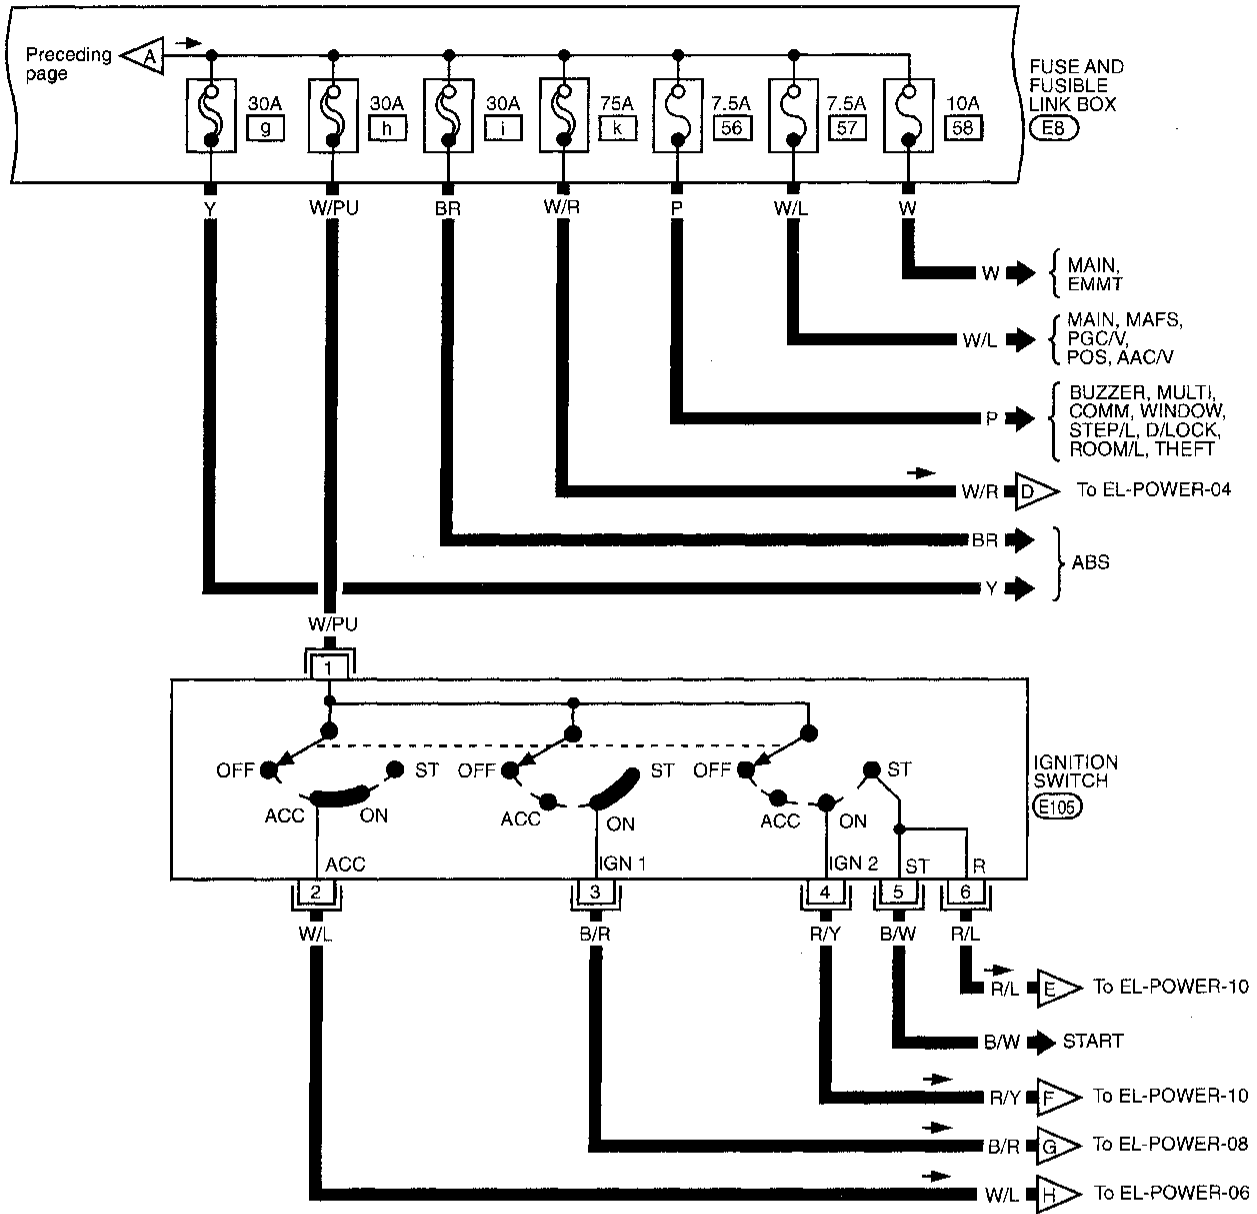 Preceding
page
A
30A
g
30A
h
30A
i
75A
k
7.5A
56
7.5A
57
10A
58
FUSE AND
FUSIBLE
LINK BOX
E8
Y
W/PU
BR
W/R
P
W/L
W
W
MAIN,
EMMT
W/L
MAIN, MAFS,
PGC/V,
POS, AAC/V
P
BUZZER, MULTI,
COMM, WINDOW,
STEP/L, D/LOCK,
ROOM/L, THEFT
W/R
D
To EL-POWER-04
BR
Y
ABS
W/PU
1
OFF
ACC
ON
ST
OFF
ACC
ON
ST
OFF
ACC
ON
ST
IGNITION
SWITCH
E105
ACC
IGN 1
IGN 2
ST
R
2
3
4
5
6
W/L
B/R
R/Y
B/W
R/L
R/L
E
To EL-POWER-10
B/W
START
R/Y
F
To EL-POWER-10
B/R
G
To EL-POWER-08
W/L
H
To EL-POWER-06